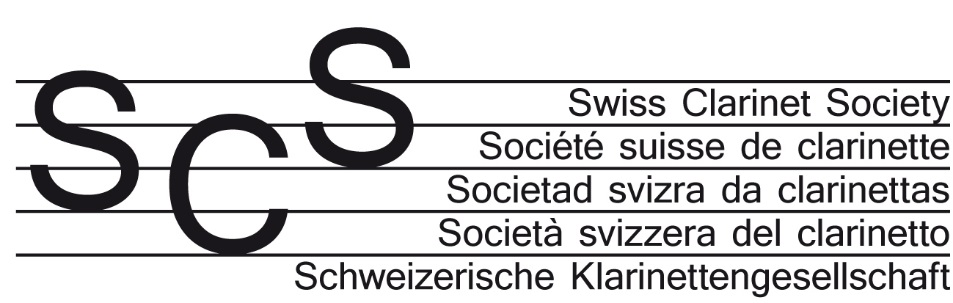 SCS
Swiss Clarinet Society
Société suisse de clarinette
Societad svizra da clarinettas
Società svizzera del clarinetto
Schweizerische Klarinettengesellschaft